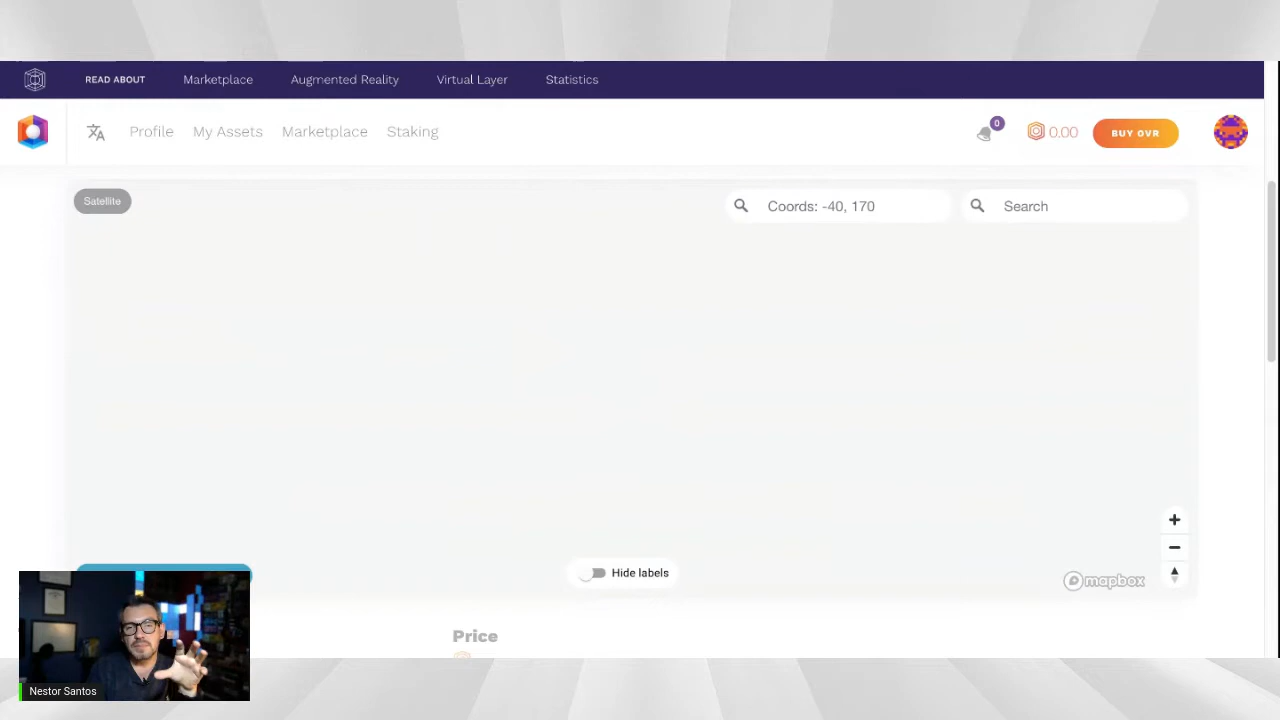 READ ABOUT Marketplace Augmented Reality Virtual Layer Statistics
Profile My Assets Marketplace Staking 0 0.00 BUY OVR
Satellite Coords: -40, 170 Search
Hide labels
mapbox
Price
Nestor Santos